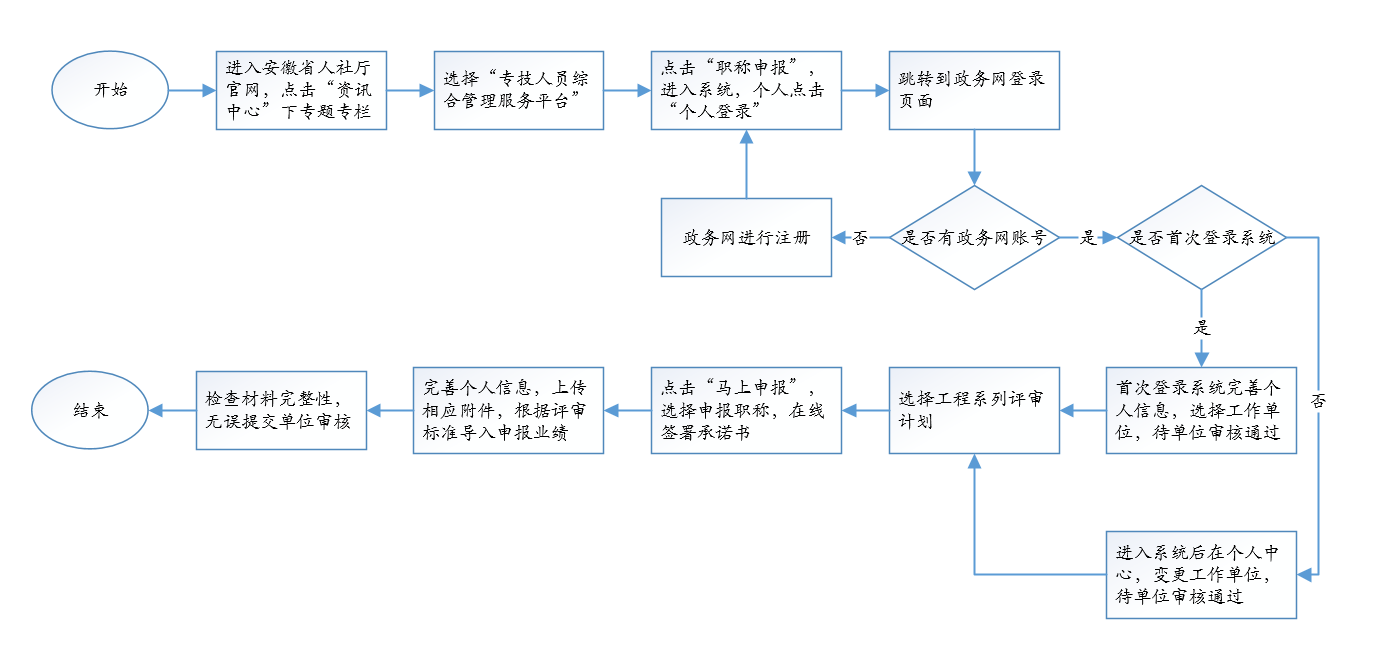 开始
进入安徽省人社厅
官网，点击“资讯
中心”下专题专栏
选择“专技人员综
合管理服务平台”
点击“职称申报”，
进入系统，个人点击
“个人登录”
跳转到政务网登录
页面
政务网进行注册
否
是否有政务网账号
是
是否首次登录系统
是
否
首次登录系统完善个
人信息，选择工作单
位，待单位审核通过
选择工程系列评审
计划
点击“马上申报”，
选择申报职称，在线
签署承诺书
完善个人信息，上传
相应附件，根据评审
标准导入申报业绩
检查材料完整性，
无误提交单位审核
结束
进入系统后在个人中
心，变更工作单位，
待单位审核通过